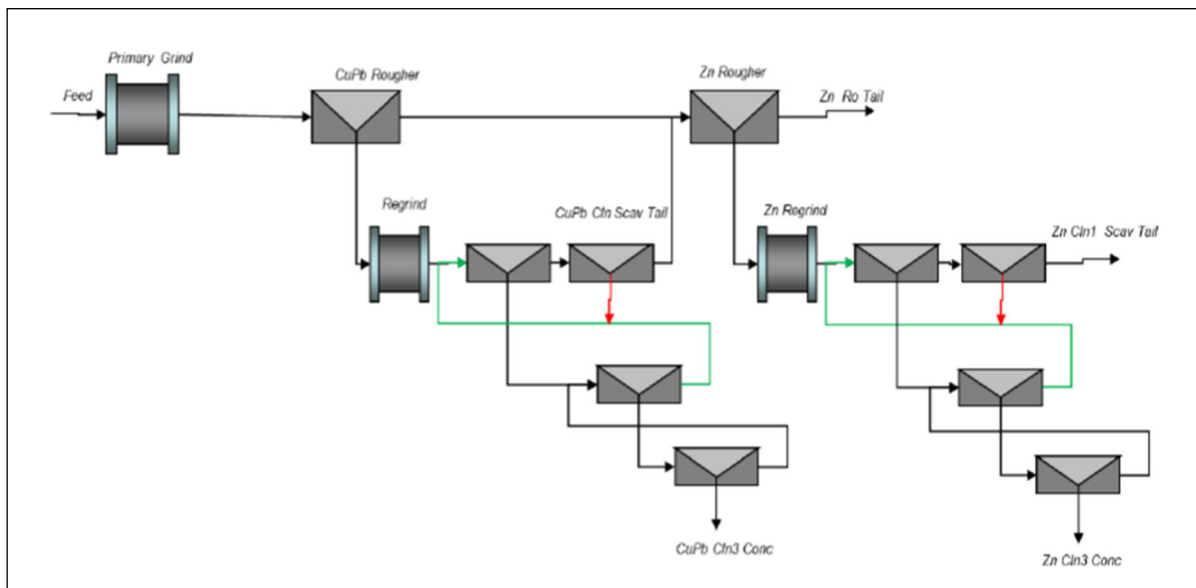 Primary Grind
Feed
CuPb Rougher
Zn Rougher
Zn Ro Tail
Regrind
CuPb Cln Scav Tail
Zn Regrind
Zn Cln1 Scav Tail
CuPb Cln3 Conc
Zn Cln3 Conc